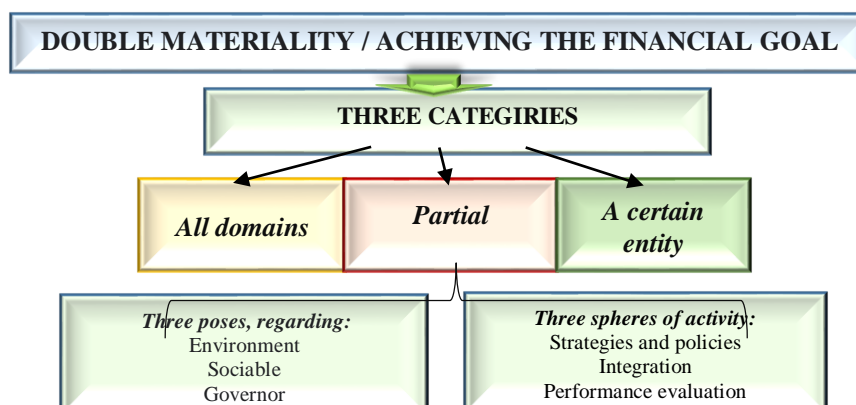 DOUBLE MATERIALITY / ACHIEVING THE FINANCIAL GOAL
THREE CATEGIRIES
All domains
Partial
A certain
entity
Three poses, regarding:
Environment
Sociable
Governor
Three spheres of activity:
Strategies and policies
Integration
Performance evaluation